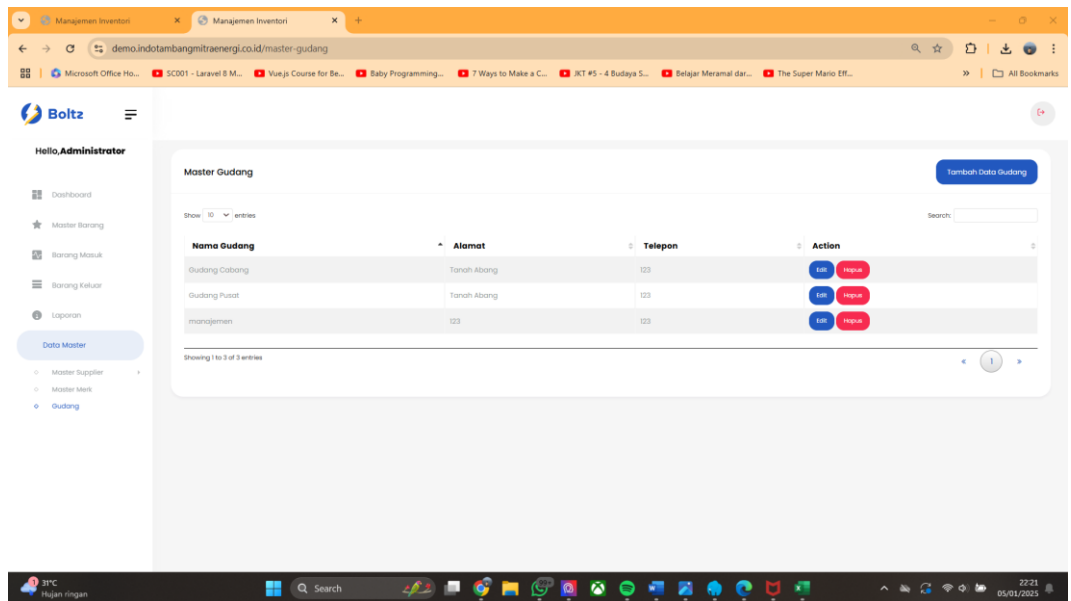 Manajemen Inventori
Manajemen Inventori
demo.indotambangmitraenergi.co.id/master-gudang
Microsoft Office Ho...
SC001 - Laravel 8 M...
Vue.js Course for Be...
Baby Programming...
7 Ways to Make a C...
JKT #5 - 4 Budaya S...
Belajar Meramal dar...
The Super Mario Eff...
All Bookmarks
Boltz
Hello,Administrator
Dashboard
Master Barang
Barang Masuk
Barang Keluar
Laporan
Data Master
Master Supplier
Master Merk
Gudang
Master Gudang
Tambah Data Gudang
Show 10 entries
Search:
Nama Gudang Alamat Telepon Action
Gudang Cabang Tanah Abang 123 Edit Hapus
Gudang Pusat Tanah Abang 123 Edit Hapus
manajemen 123 123 Edit Hapus
Showing 1 to 3 of 3 entries
« 1 »
1
31°C
Hujan ringan
Search
22:21
05/01/2025